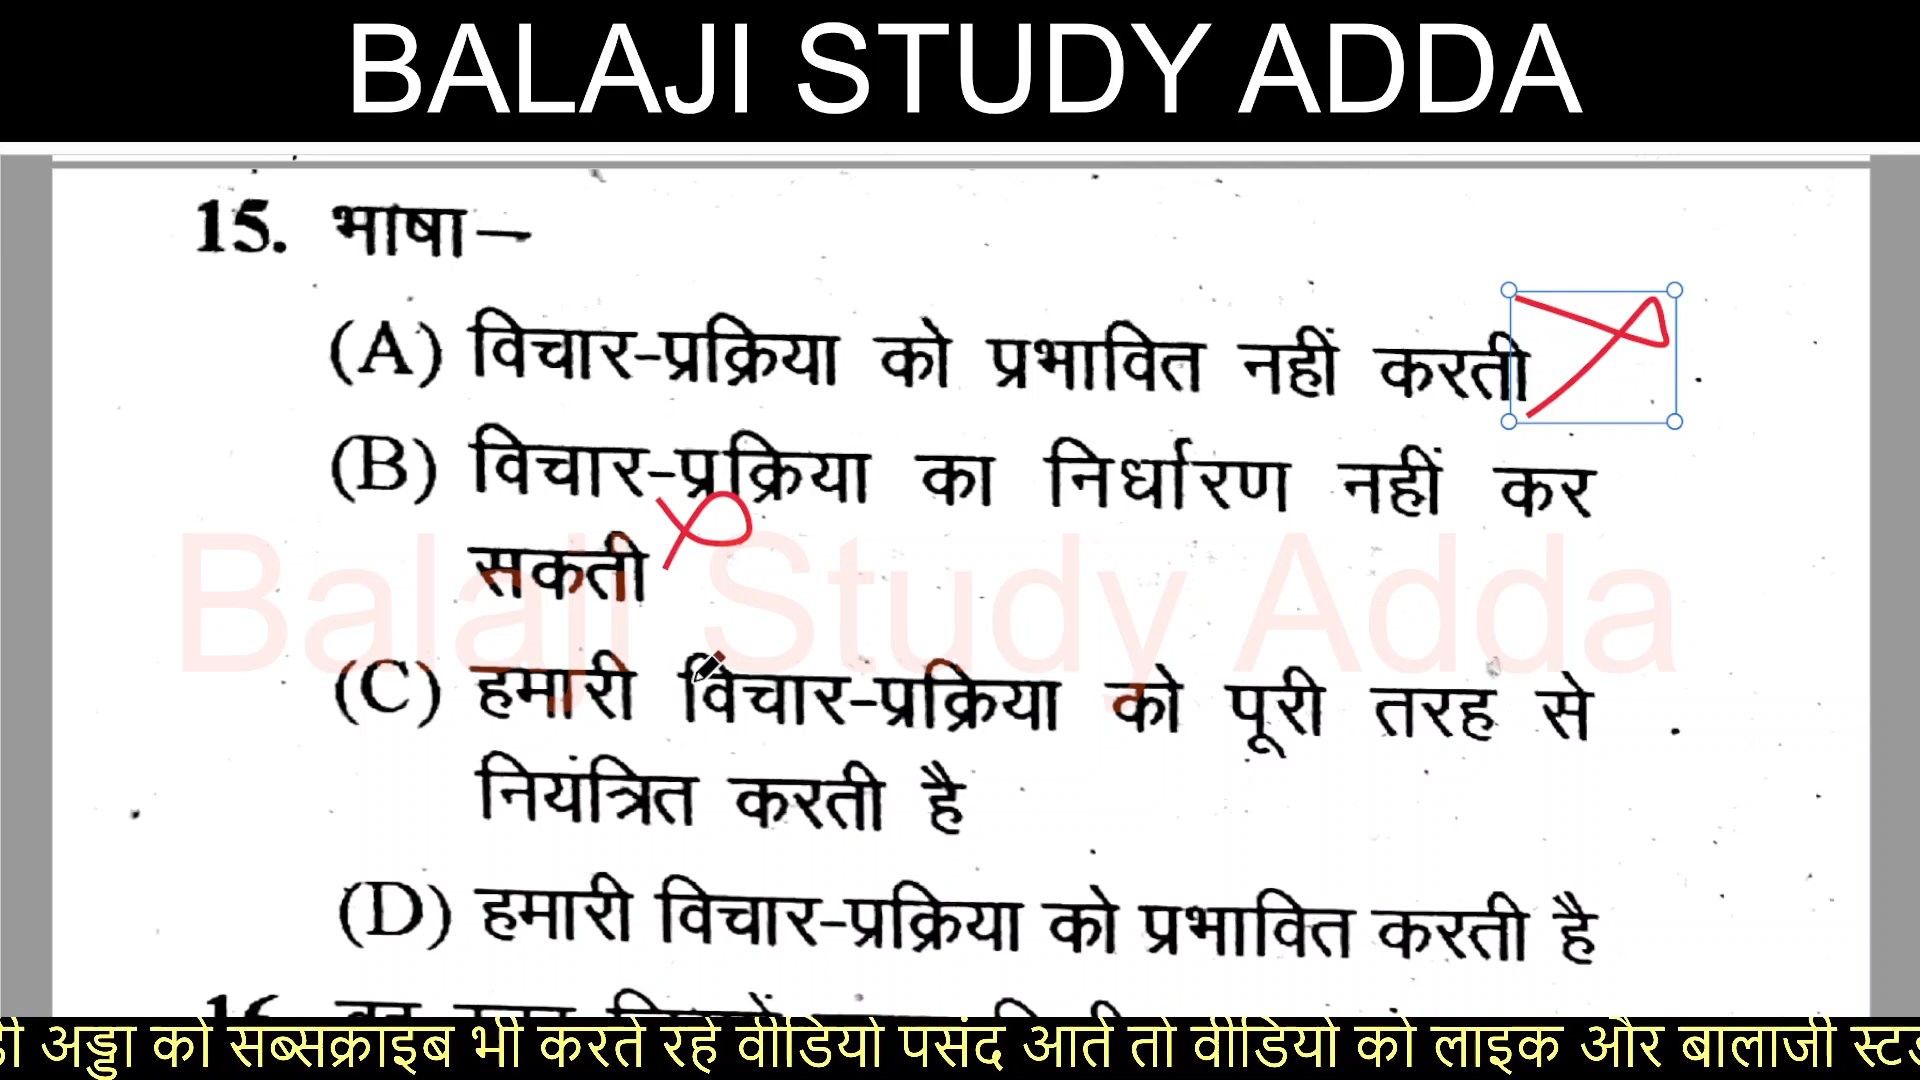 BALAJI STUDY ADDA
15. भाषा—
(A) विचार-प्रक्रिया को प्रभावित नहीं करती
(B) विचार-प्रक्रिया का निर्धारण नहीं कर
सकती
Balaji Study Adda
(C) हमारी विचार-प्रक्रिया को पूरी तरह से
नियंत्रित करती है
(D) हमारी विचार-प्रक्रिया को प्रभावित करती है
16.
अड्डा को सब्सक्राइब भी करते रहे वीडियो पसंद आते तो वीडियो को लाइक और बालाजी